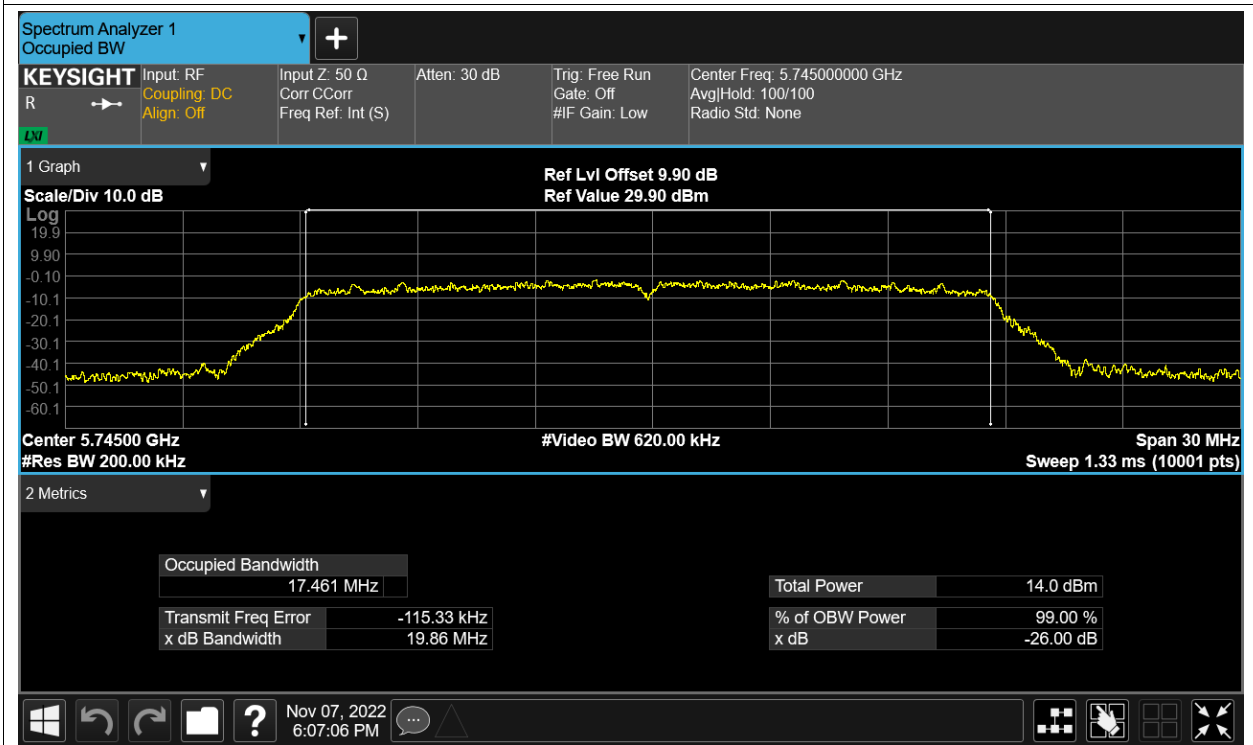 Spectrum Analyzer 1
Occupied BW
KEYSIGHT Input: RF Input Z: 50 Ω Atten: 30 dB Trig: Free Run Center Freq: 5.745000000 GHz
R Coupling: DC Corr CCorr Gate: Off Avg|Hold: 100/100
Align: Off Freq Ref: Int (S) #IF Gain: Low Radio Std: None
LXI
1 Graph
Ref Lvl Offset 9.90 dB
Scale/Div 10.0 dB Ref Value 29.90 dBm
Log
19.9
9.90
-0.10
-10.1
-20.1
-30.1
-40.1
-50.1
-60.1
Center 5.74500 GHz #Video BW 620.00 kHz Span 30 MHz
#Res BW 200.00 kHz Sweep 1.33 ms (10001 pts)
2 Metrics
Occupied Bandwidth
17.461 MHz Total Power 14.0 dBm
Transmit Freq Error -115.33 kHz % of OBW Power 99.00 %
x dB Bandwidth 19.86 MHz x dB -26.00 dB
Nov 07, 2022
6:07:06 PM